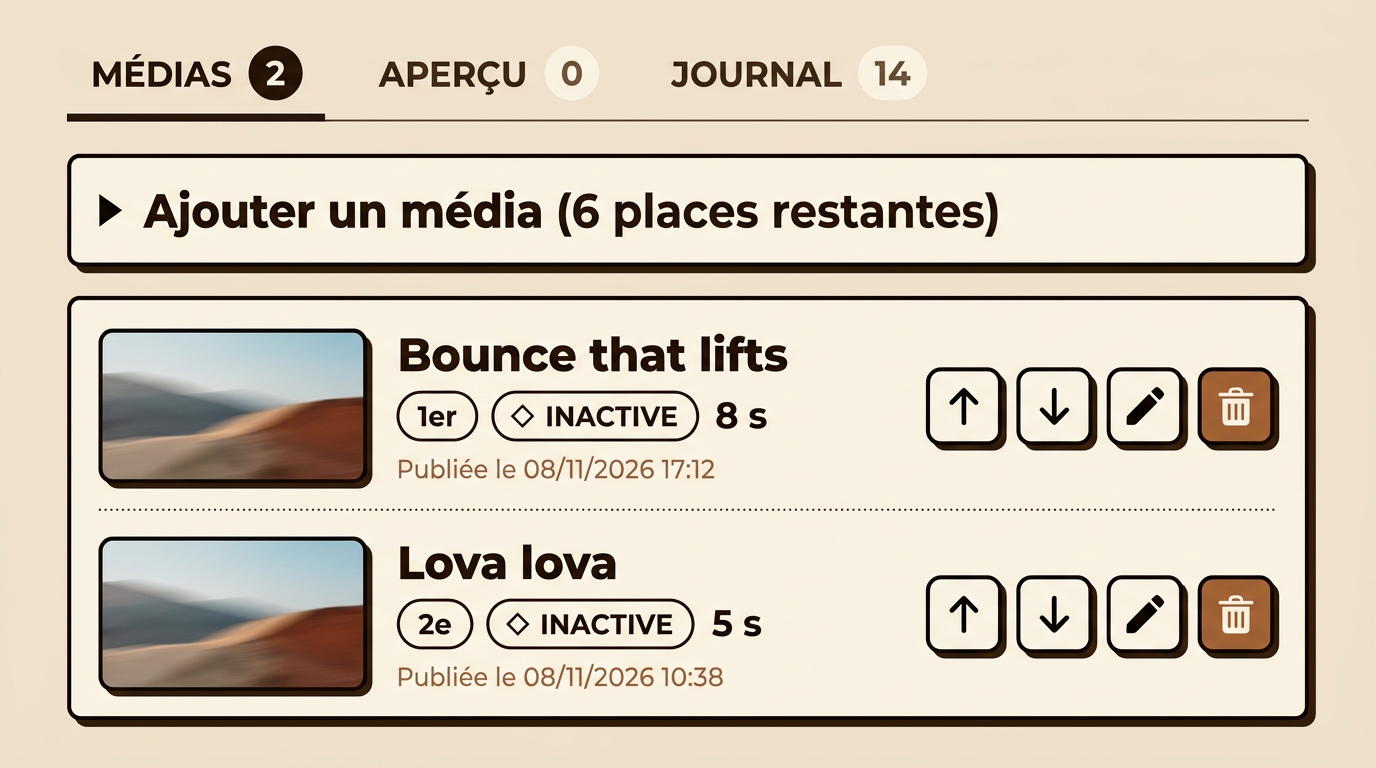 MÉDIAS 2 APERÇU 0 JOURNAL 14
Ajouter un média (6 places restantes)
Bounce that lifts
1er INACTIVE 8 s
Publiée le 08/11/2026 17:12
Lova lova
2e INACTIVE 5 s
Publiée le 08/11/2026 10:38